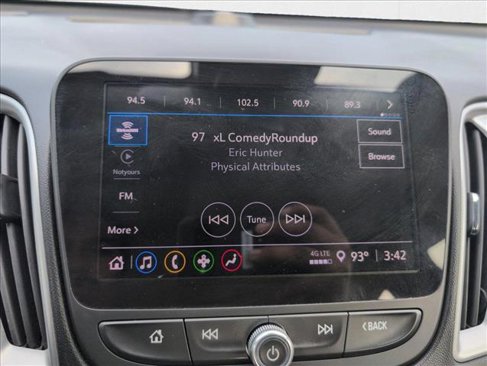 94.5 94.1 102.5 90.9 89.3
97 xL ComedyRoundup
Eric Hunter
Physical Attributes
Sound
Browse
Notyours
FM
More >
Tune
4G LTE
93° 3:42
< BACK